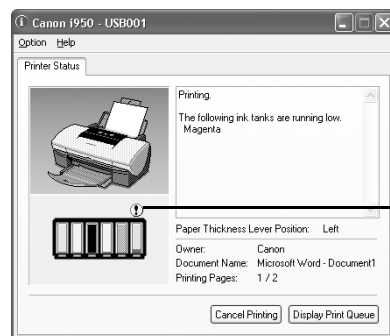 Canon i950 - USB001
Option Help
Printer Status
Printing.
The following ink tanks are running low.
Magenta
Paper Thickness Lever Position: Left
Owner: Canon
Document Name: Microsoft Word - Document1
Printing Pages: 1 / 2
Cancel Printing Display Print Queue